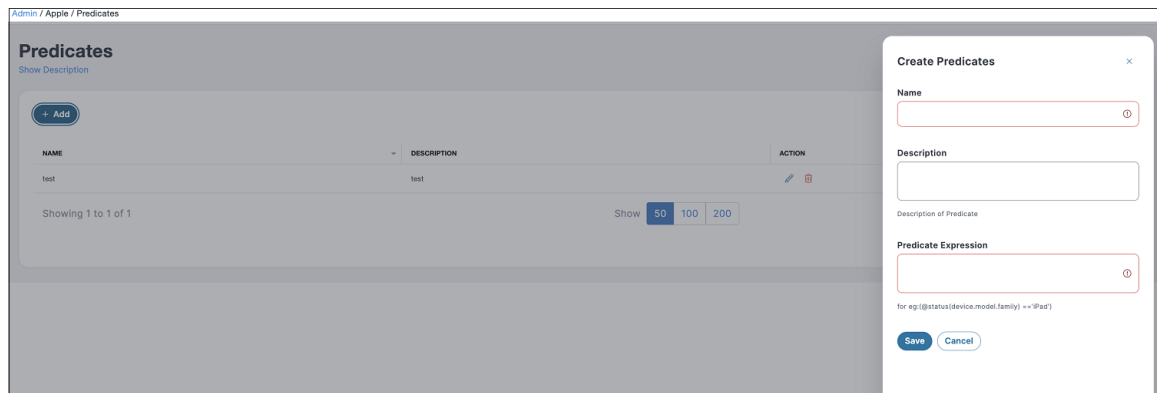 Admin / Apple / Predicates
Predicates
Show Description
+ Add
NAME DESCRIPTION ACTION
test test
Showing 1 to 1 of 1 Show 50 100 200
Create Predicates ×
Name
Description
Description of Predicate
Predicate Expression
for eg:(@status(device.model.family) =='iPad')
Save Cancel